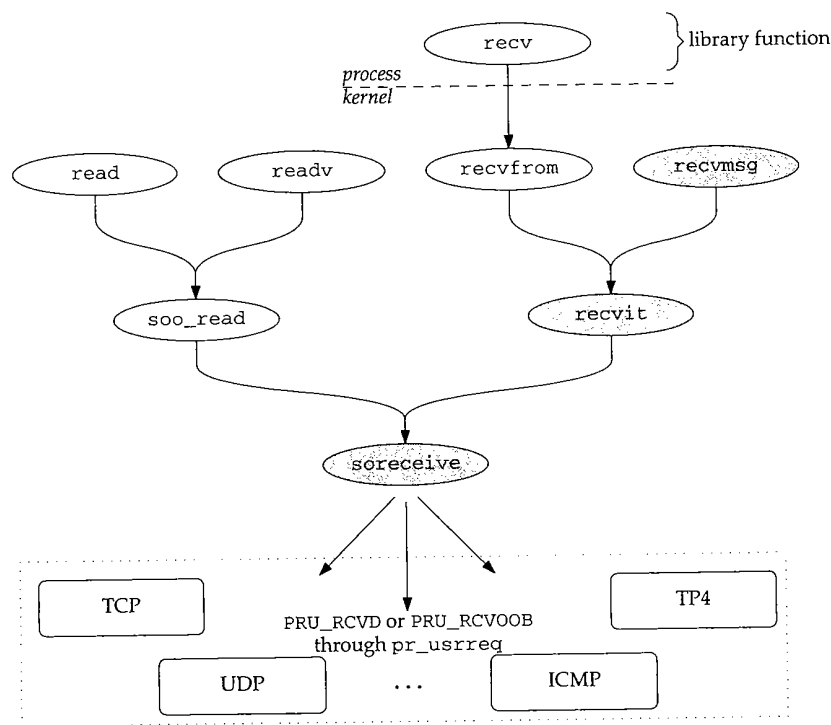 recv
library function
process
kernel
read
readv
recvfrom
recvmsg
soo_read
recvit
soreceive
TCP
TP4
PRU_RCVD or PRU_RCVOOB
through pr_usrreq
UDP
...
ICMP